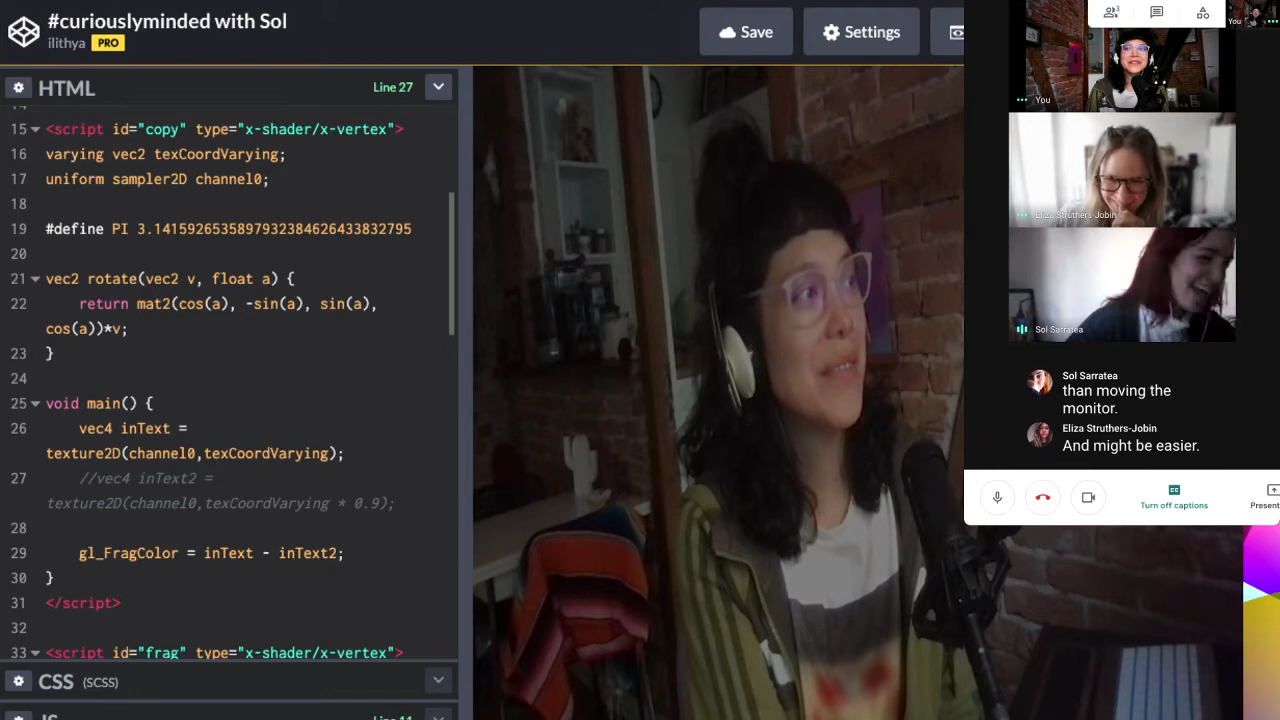 #curiouslyminded with Sol
ilithya PRO
Save
Settings
HTML
Line 27
15 <script id="copy" type="x-shader/x-vertex">
16 varying vec2 texCoordVarying;
17 uniform sampler2D channel0;
18
19 #define PI 3.1415926535897932384626433832795
20
21 vec2 rotate(vec2 v, float a) {
22 return mat2(cos(a), -sin(a), sin(a),
cos(a))*v;
23 }
24
25 void main() {
26 vec4 inText =
texture2D(channel0,texCoordVarying);
27 //vec4 inText2 =
texture2D(channel0,texCoordVarying * 0.9);
28
29 gl_FragColor = inText - inText2;
30 }
31 </script>
32
33 <script id="frag" type="x-shader/x-vertex">
CSS (SCSS)
3
You
You
Eliza Struthers-Jobin
Sol Sarratea
Sol Sarratea
than moving the
monitor.
Eliza Struthers-Jobin
And might be easier.
Turn off captions